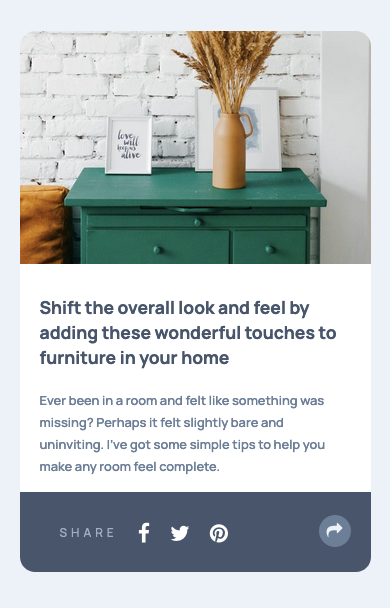 love
will
keep us
alive
Shift the overall look and feel by
adding these wonderful touches to
furniture in your home
Ever been in a room and felt like something was
missing? Perhaps it felt slightly bare and
uninviting. I've got some simple tips to help you
make any room feel complete.
SHARE